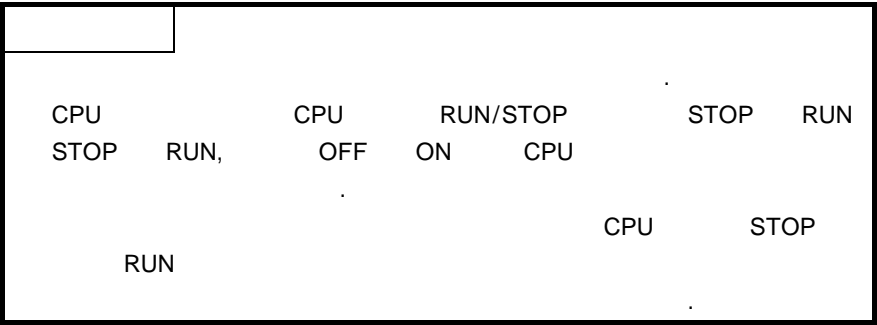 .
CPU CPU RUN/STOP STOP RUN
STOP RUN, OFF ON CPU
.
CPU STOP
RUN
.